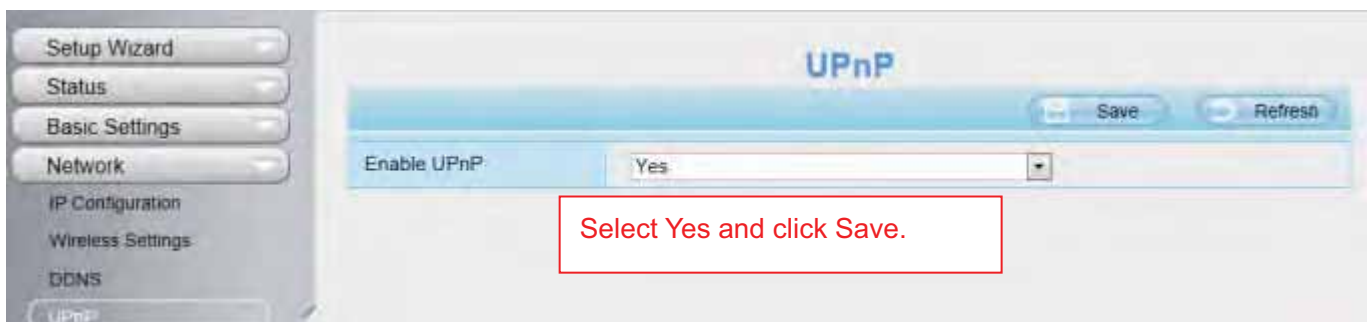 Setup Wizard
Status
Basic Settings
Network
IP Configuration
Wireless Settings
DDNS
UPnP
UPnP
Save
Refresh
Enable UPnP
Yes
Select Yes and click Save.